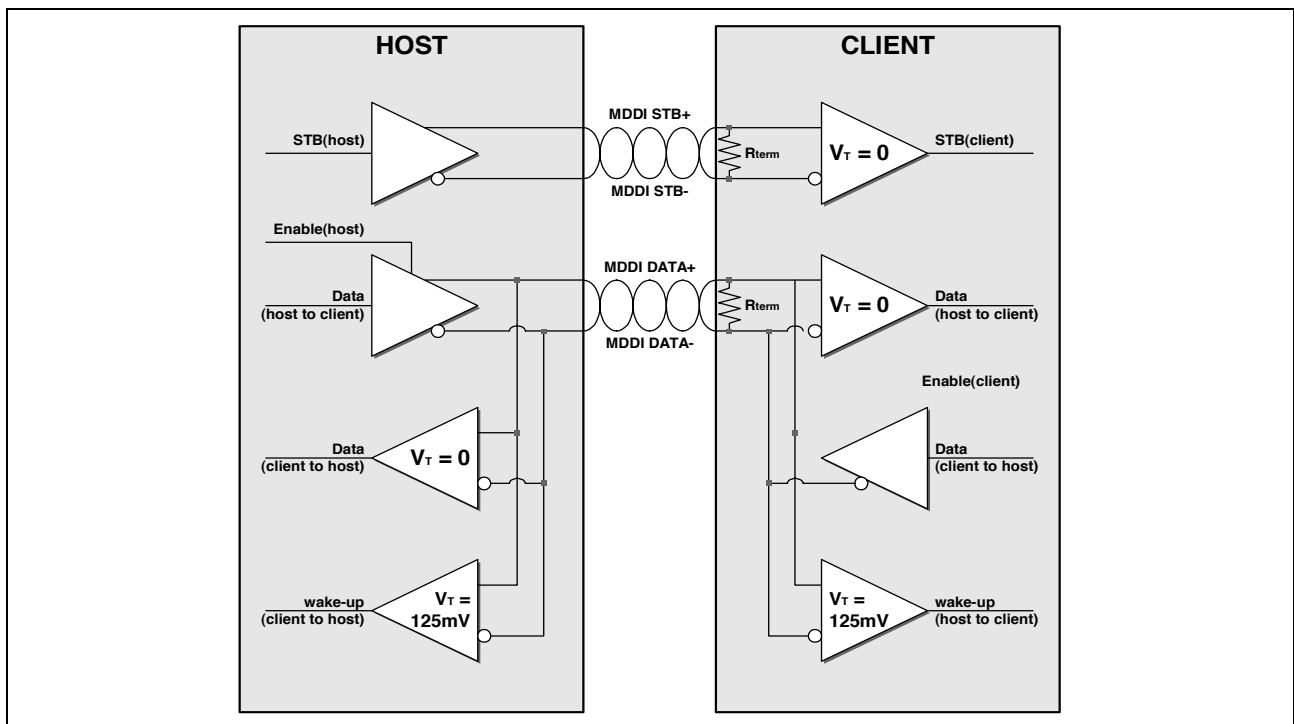 HOST
CLIENT
STB(host)
MDDI STB+
MDDI STB-
Rterm
VT = 0
STB(client)
Enable(host)
Data
(host to client)
MDDI DATA+
MDDI DATA-
Rterm
VT = 0
Data
(host to client)
Enable(client)
Data
(client to host)
VT = 0
Data
(client to host)
wake-up
(client to host)
VT =
125mV
VT =
125mV
wake-up
(host to client)